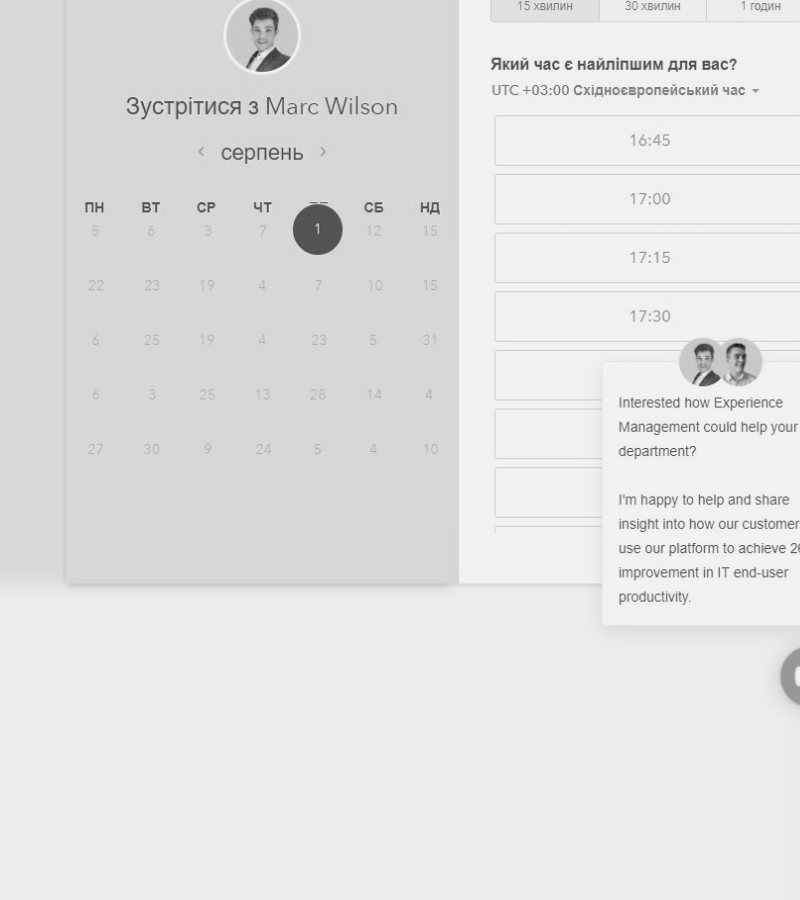 15 хвилин 30 хвилин 1 годин
Зустрітися з Marc Wilson
серпень
ПН ВТ СР ЧТ СБ НД
5 6 3 7 1 12 15
22 23 19 4 7 10 15
6 25 19 4 23 5 31
6 3 25 13 28 14 4
27 30 9 24 5 4 10
Який час є найліпшим для вас?
UTC +03:00 Східноєвропейський час
16:45
17:00
17:15
17:30
Interested how Experience
Management could help your
department?
I'm happy to help and share
insight into how our customer
use our platform to achieve
improvement in IT end-user
productivity.